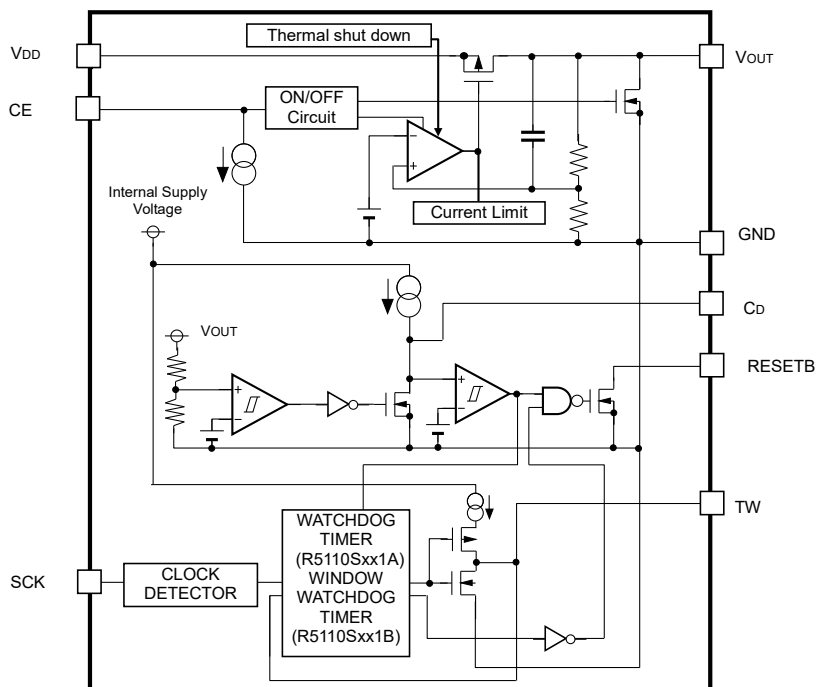 Thermal shut down
VDD
VOUT
CE
ON/OFF
Circuit
−
+
Internal Supply
Voltage
Current Limit
GND
CD
VOUT
RESETB
+
−
+
−
TW
WATCHDOG
TIMER
(R5110Sxx1A)
WINDOW
WATCHDOG
TIMER
(R5110Sxx1B)
SCK
CLOCK
DETECTOR